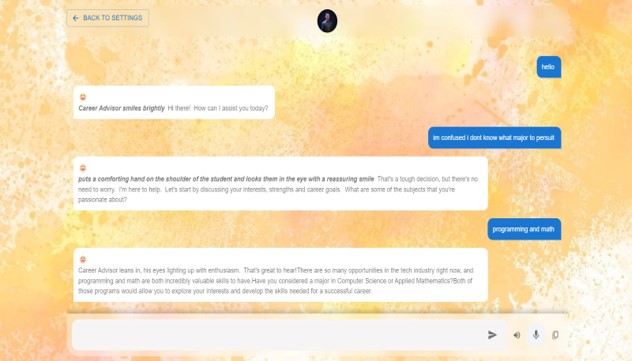 BACK TO SETTINGS
hello
Career Advisor smiles brightly Hi there! How can I assist you today?
im confused i dont know what major to persuit
puts a comforting hand on the shoulder of the student and looks them in the eye with a reassuring smile That's a tough decision, but there's no
need to worry. I'm here to help. Let's start by discussing your interests, strengths and career goals. What are some of the subjects that you're
passionate about?
programming and math
Career Advisor leans in, his eyes lighting up with enthusiasm. That's great to hear!There are so many opportunities in the tech industry right now, and
programming and math are both incredibly valuable skills to have.Have you considered a major in Computer Science or Applied Mathematics?Both of
those programs would allow you to explore your interests and develop the skills needed for a successful career.